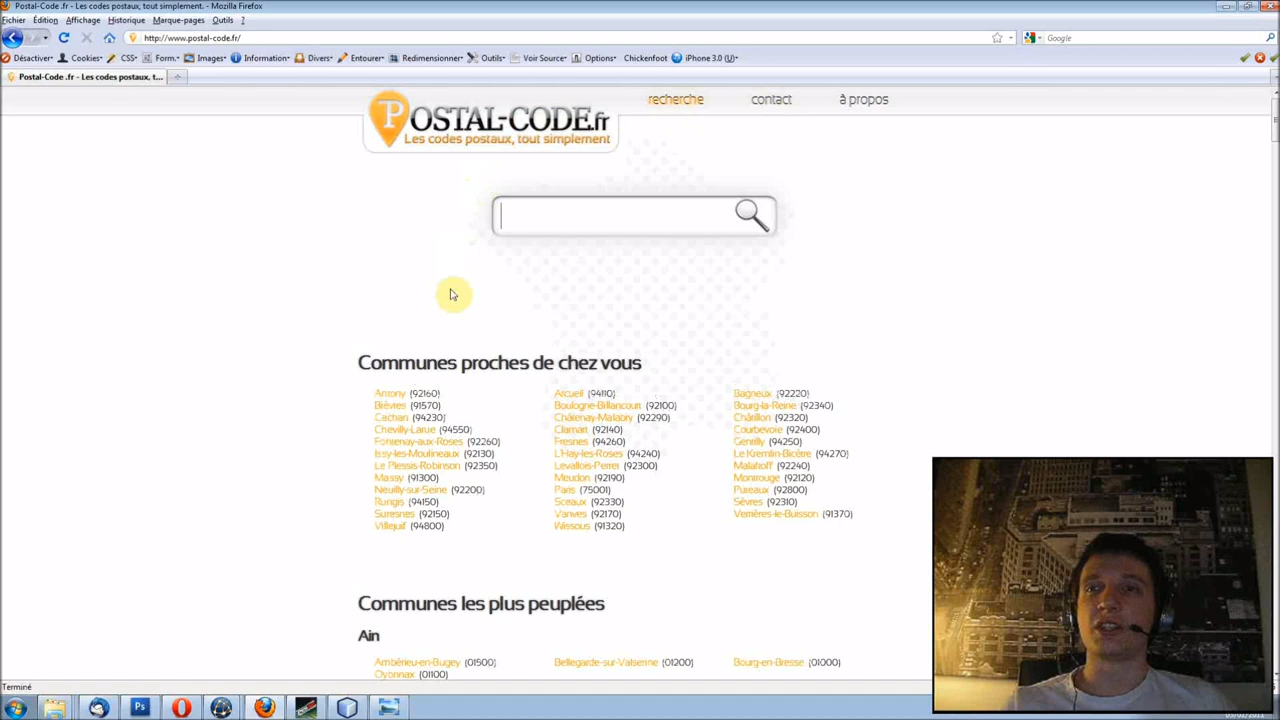 Postal-Code .fr - Les codes postaux, tout simplement. - Mozilla Firefox
Fichier Édition Affichage Historique Marque-pages Outils ?
http://www.postal-code.fr/
Google
Désactiver Cookies CSS Form. Images Information Divers Entourer Redimensionner Outils Voir Source Options Chickenfoot iPhone 3.0 (U)
Postal-Code .fr - Les codes postaux, t...
recherche contact à propos
POSTAL-CODE.fr
Les codes postaux, tout simplement
Communes proches de chez vous
Antony (92160) Arcueil (94110) Bagneux (92220)
Bièvres (91570) Boulogne-Billancourt (92100) Bourg-la-Reine (92340)
Cachan (94230) Châtenay-Malabry (92290) Châtillon (92320)
Chevilly-Larue (94550) Clamart (92140) Courbevoie (92400)
Fontenay-aux-Roses (92260) Fresnes (94260) Gentilly (94250)
Issy-les-Moulineaux (92130) L'Hay-les-Roses (94240) Le Kremlin-Bicêtre (94270)
Le Plessis-Robinson (92350) Levallois-Perret (92300) Malakoff (92240)
Massy (91300) Meudon (92190) Montrouge (92120)
Neuilly-sur-Seine (92200) Paris (75001) Puteaux (92800)
Rungis (94150) Sceaux (92330) Sèvres (92310)
Suresnes (92150) Vanves (92170) Verrières-le-Buisson (91370)
Villejuif (94800) Wissous (91320)
Communes les plus peuplées
Ain
Ambérieu-en-Bugey (01500) Bellegarde-sur-Valserine (01200) Bourg-en-Bresse (01000)
Oyonnax (01100)
Terminé
Ps